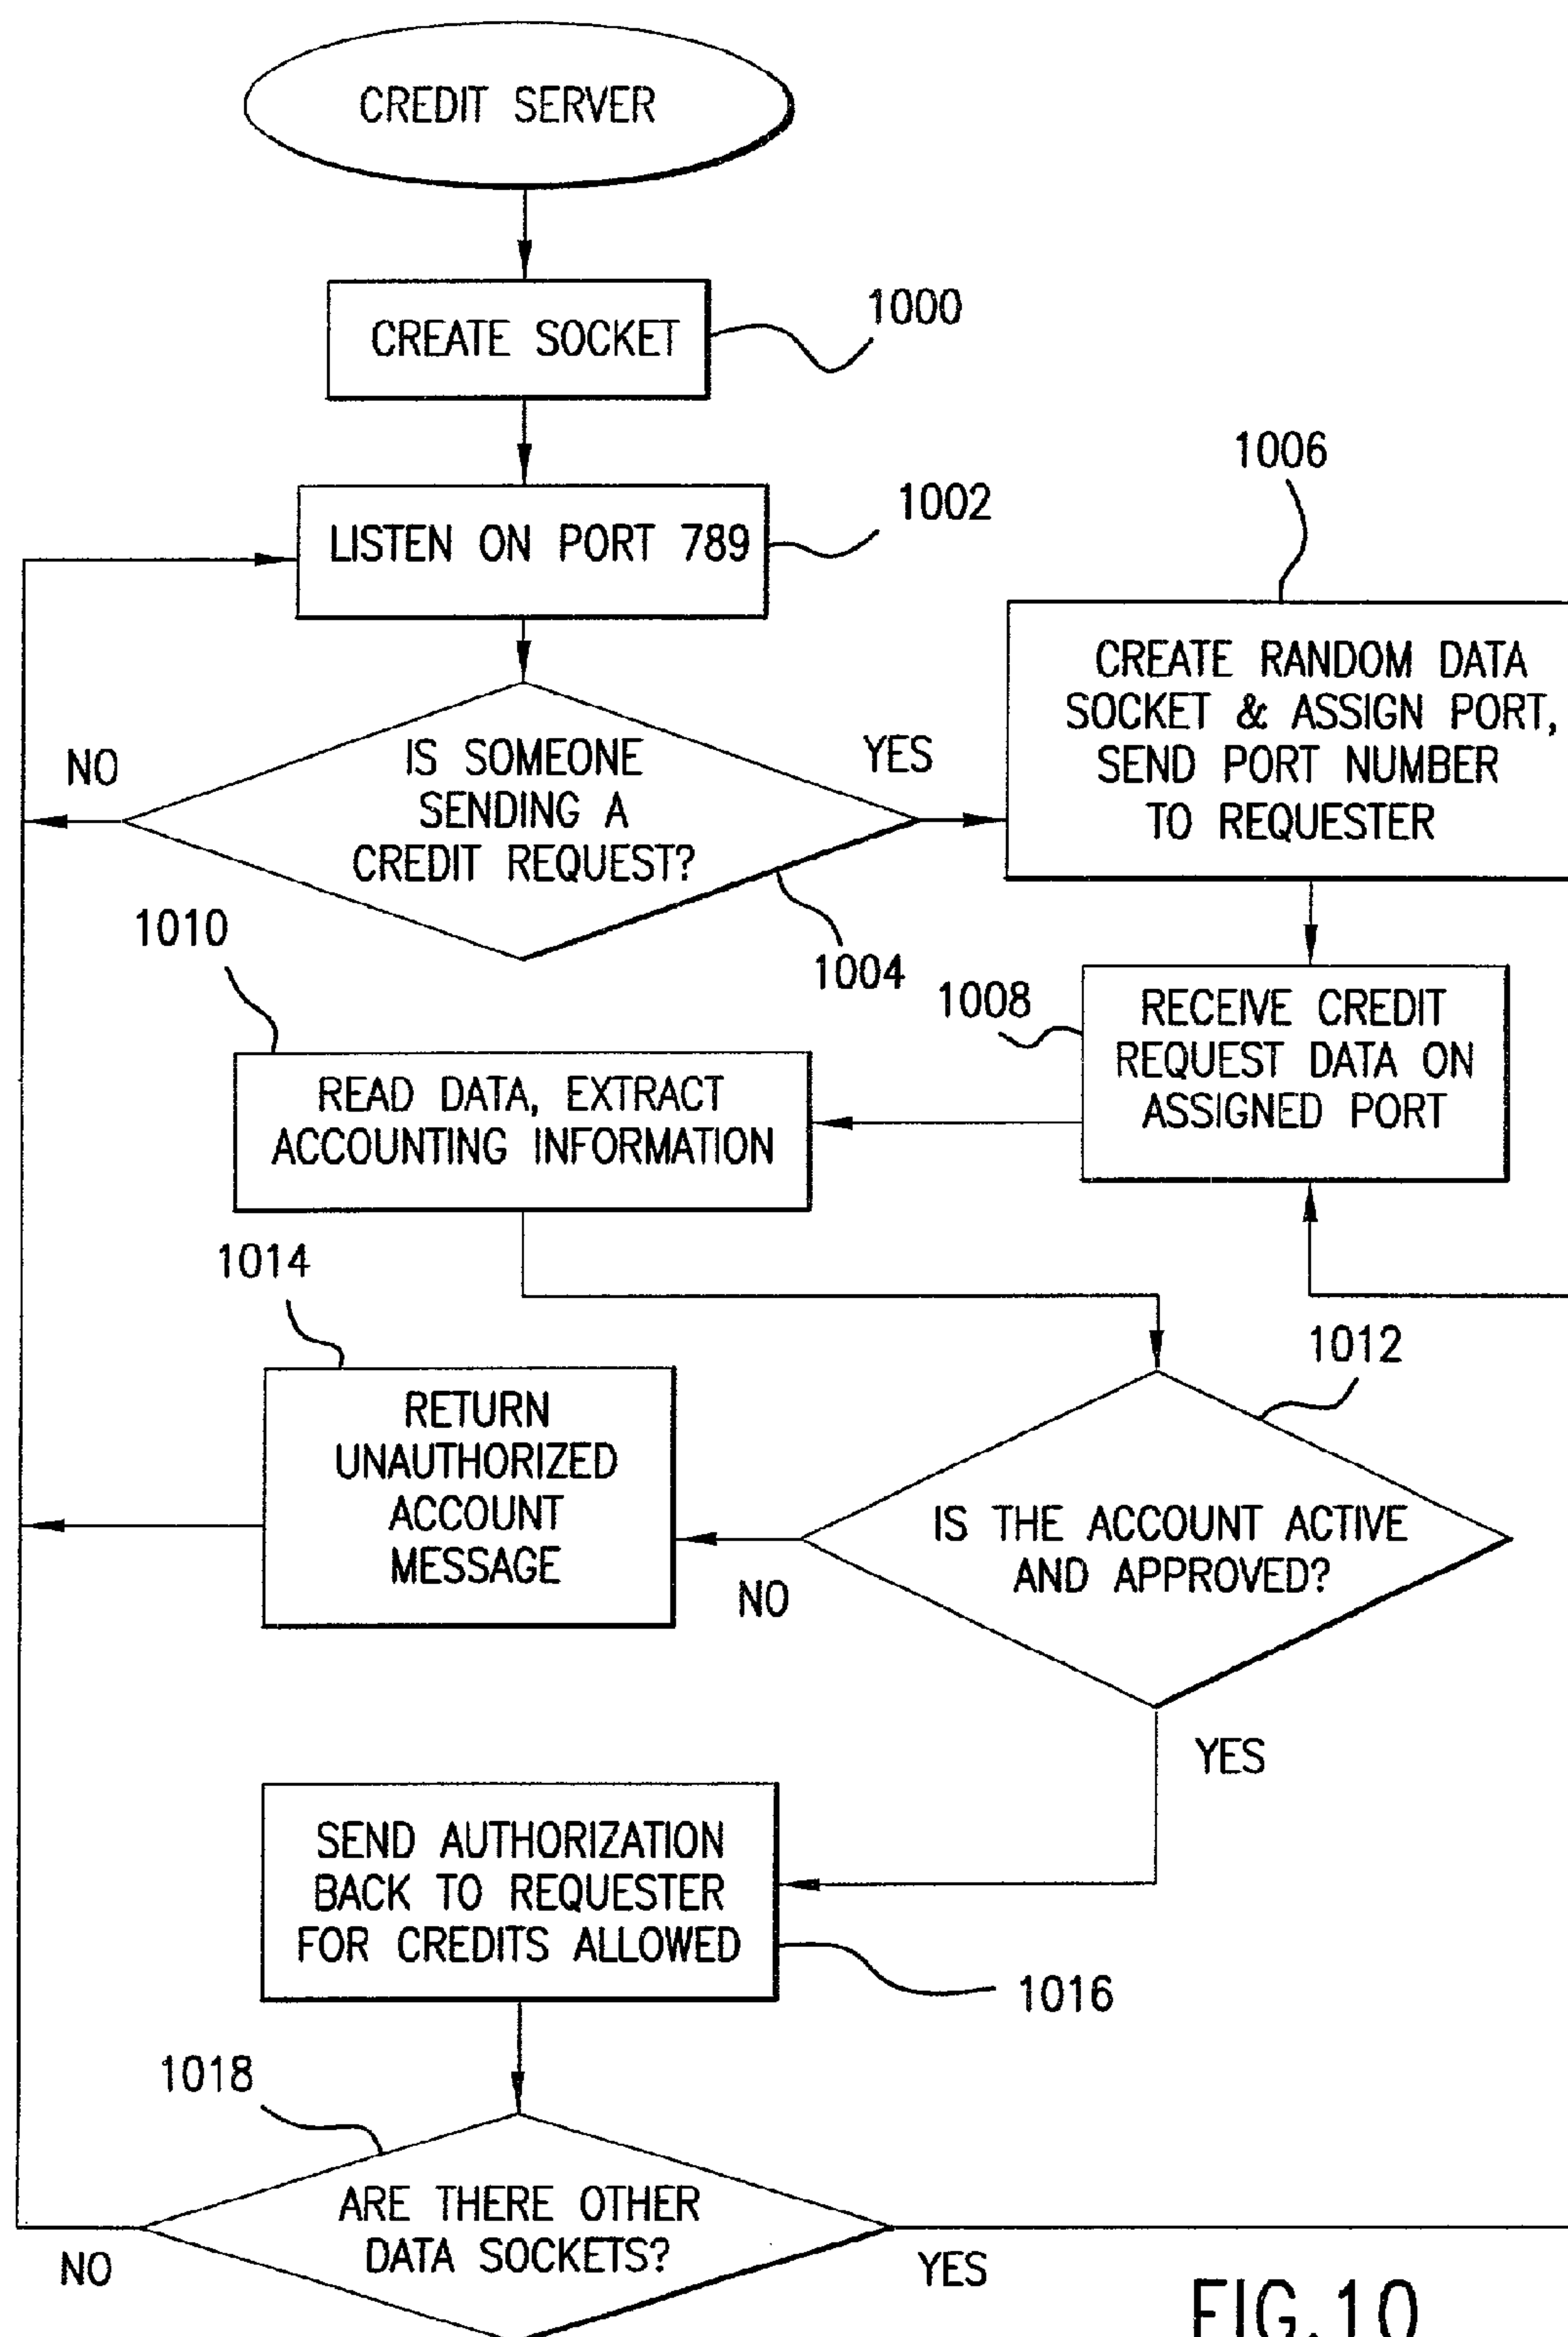 CREDIT SERVER
CREATE SOCKET
1000
LISTEN ON PORT 789
1002
1006
CREATE RANDOM DATA
SOCKET & ASSIGN PORT,
SEND PORT NUMBER
TO REQUESTER
NO
IS SOMEONE
SENDING A
CREDIT REQUEST?
YES
1004
1010
1008
RECEIVE CREDIT
REQUEST DATA ON
ASSIGNED PORT
READ DATA, EXTRACT
ACCOUNTING INFORMATION
1014
1012
RETURN
UNAUTHORIZED
ACCOUNT
MESSAGE
NO
IS THE ACCOUNT ACTIVE
AND APPROVED?
YES
SEND AUTHORIZATION
BACK TO REQUESTER
FOR CREDITS ALLOWED
1016
1018
ARE THERE OTHER
DATA SOCKETS?
NO
YES
FIG.10